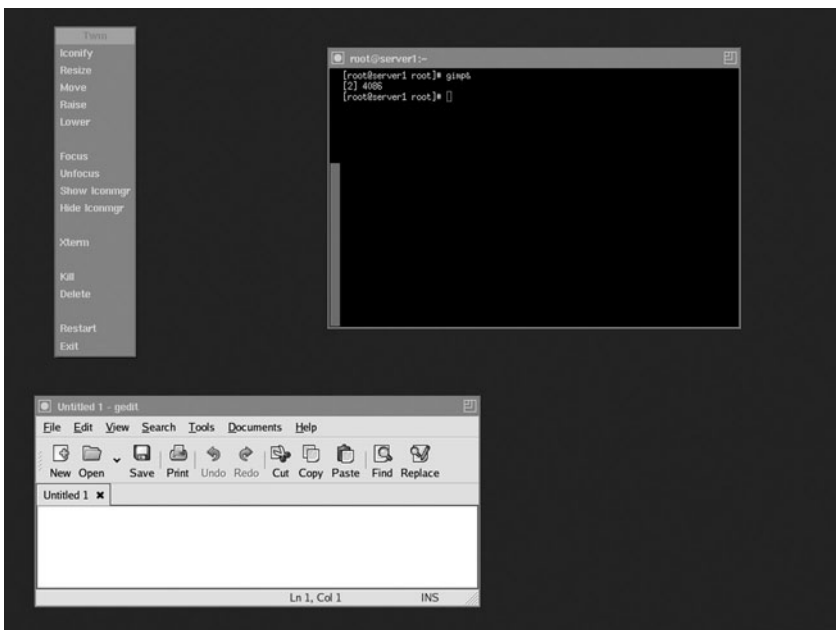 Twm
Iconify
Resize
Move
Raise
Lower
Focus
Unfocus
Show Iconmgr
Hide Iconmgr
Xterm
Kill
Delete
Restart
Exit
root@server1:~
[root@server1 root]# gimp&
[2] 4086
[root@server1 root]#
Untitled 1 - gedit
File Edit View Search Tools Documents Help
New Open Save Print Undo Redo Cut Copy Paste Find Replace
Untitled 1
Ln 1, Col 1 INS